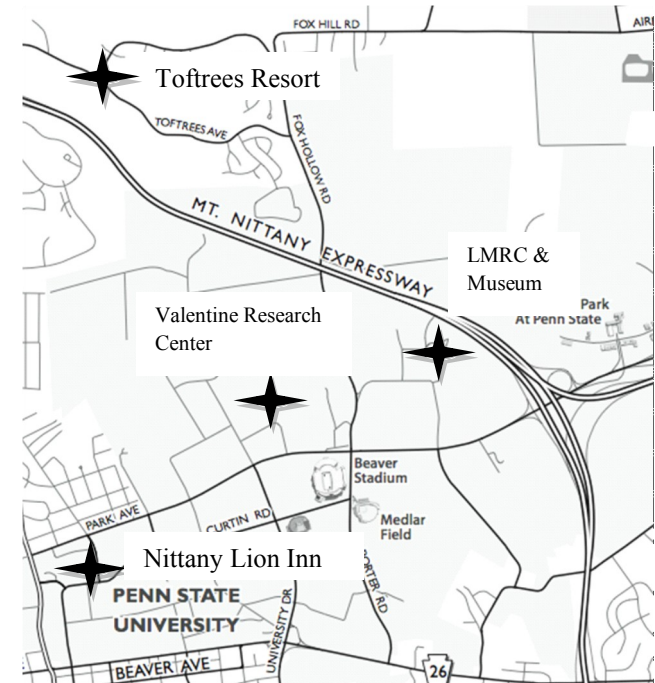 FOX HILL RD
Toftrees Resort
TOFTREES AVE
FOX HOLLOW RD
MT. NITTANY EXPRESSWAY
LMRC &
Museum
Valentine Research
Center
Park
At Penn State
Beaver
Stadium
PARK AVE
CURTIN RD
Medlar
Field
Nittany Lion Inn
PENN STATE
UNIVERSITY
UNIVERSITY DR
RD
BEAVER AVE
26